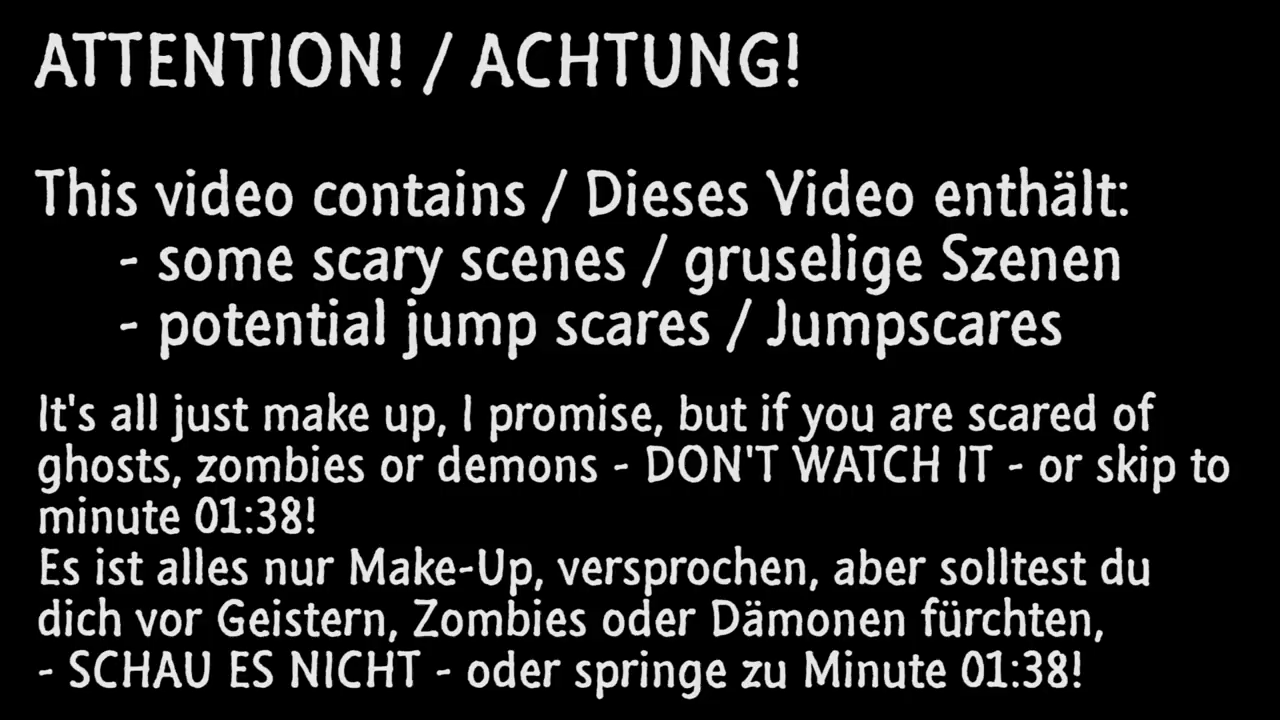 ATTENTION! / ACHTUNG!
This video contains / Dieses Video enthält:
- some scary scenes / gruselige Szenen
- potential jump scares / Jumpscares
It's all just make up, I promise, but if you are scared of
ghosts, zombies or demons - DON'T WATCH IT - or skip to
minute 01:38!
Es ist alles nur Make-Up, versprochen, aber solltest du
dich vor Geistern, Zombies oder Dämonen fürchten,
- SCHAU ES NICHT - oder springe zu Minute 01:38!